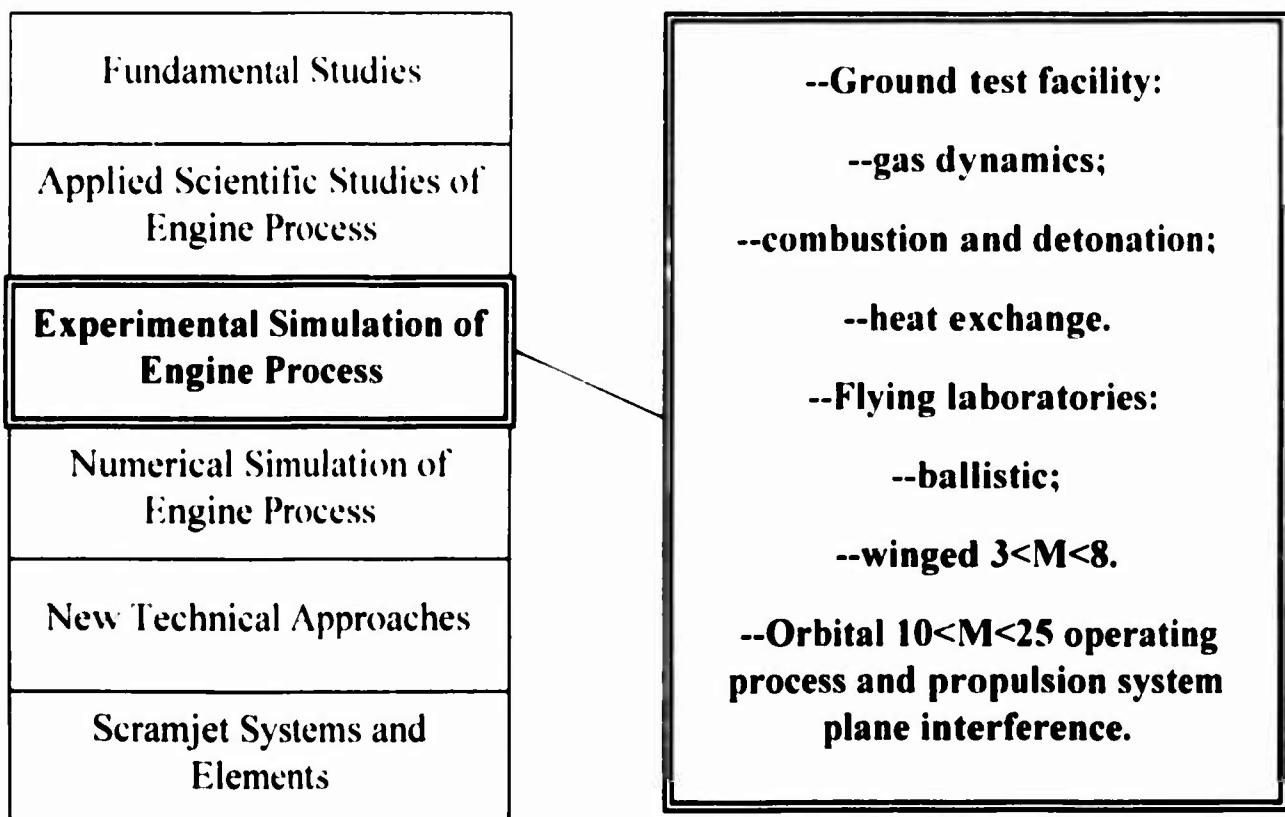 Fundamental Studies
Applied Scientific Studies of
Engine Process
Experimental Simulation of
Engine Process
Numerical Simulation of
Engine Process
New Technical Approaches
Scramjet Systems and
Elements
--Ground test facility:
--gas dynamics;
--combustion and detonation;
--heat exchange.
--Flying laboratories:
--ballistic;
--winged 3<M<8.
--Orbital 10<M<25 operating
process and propulsion system
plane interference.